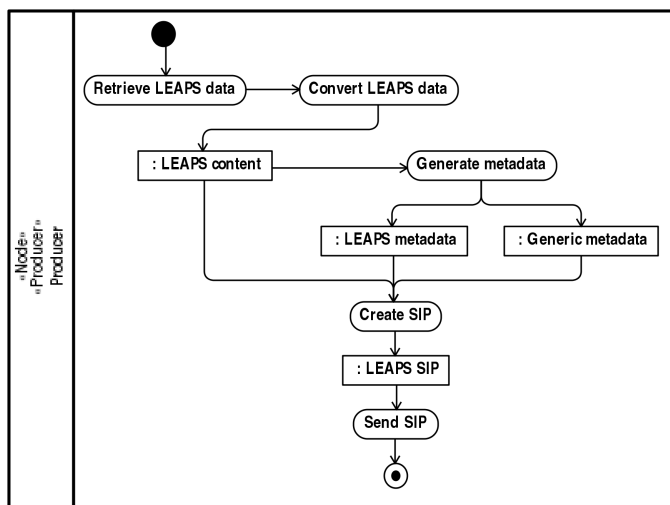 «Node»
«Producer»
Producer
Retrieve LEAPS data
Convert LEAPS data
: LEAPS content
Generate metadata
: LEAPS metadata
: Generic metadata
Create SIP
: LEAPS SIP
Send SIP